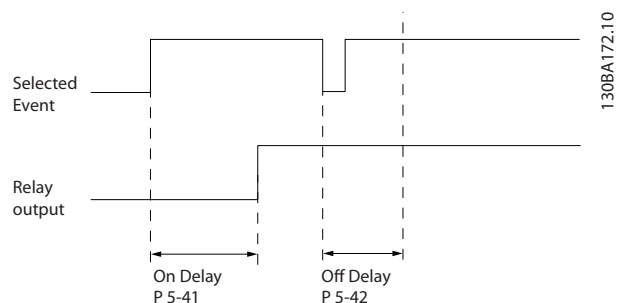 130BA172.10
Selected
Event
Relay
output
On Delay
P 5-41
Off Delay
P 5-42